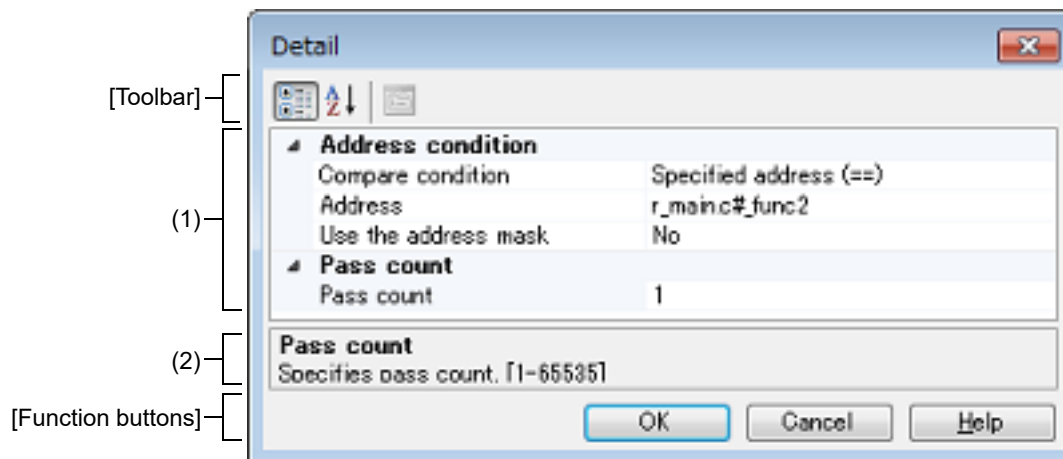 Detail
[Toolbar]
Address condition
Compare condition Specified address (==)
Address r_main.c#_func2
(1)
Use the address mask No
Pass count
Pass count 1
Pass count
(2)
Specifies pass count. [1-65535]
[Function buttons]
OK Cancel Help